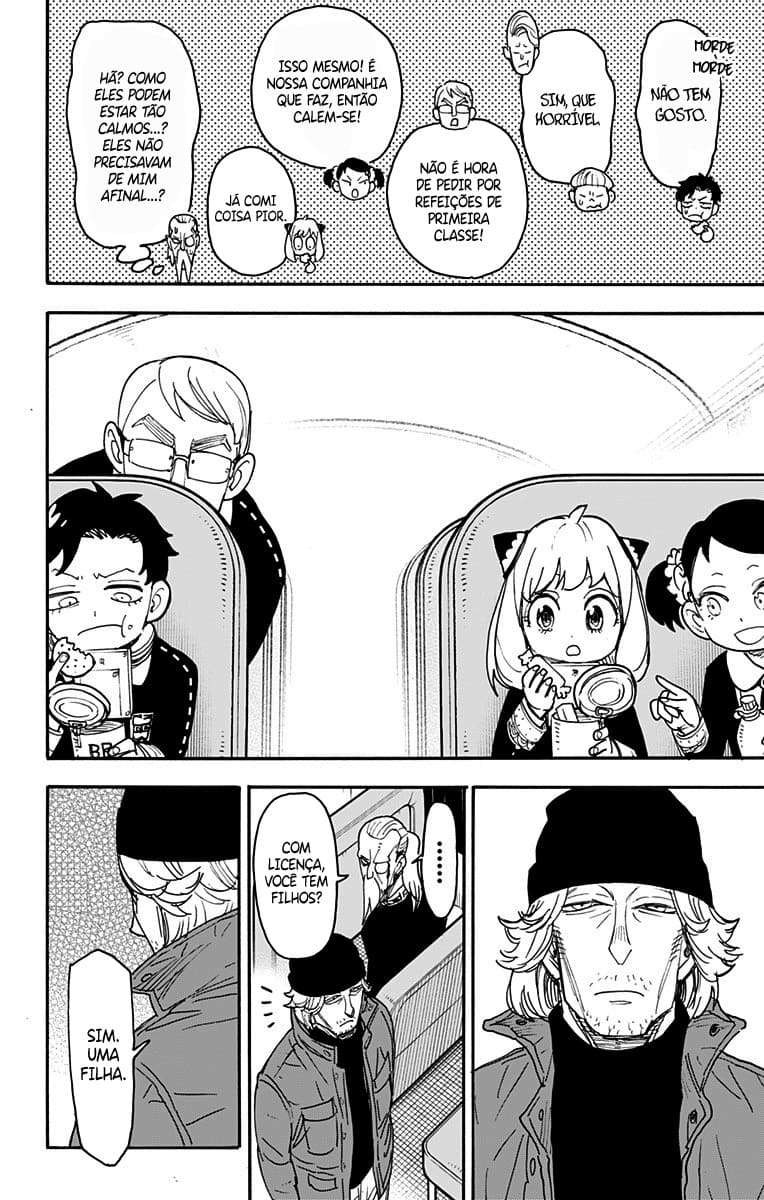 MORDE
MORDE
NÃO TEM
GOSTO.
SIM, QUE
HORRÍVEL.
NÃO É HORA
DE PEDIR POR
REFEIÇÕES DE
PRIMEIRA
CLASSE!
ISSO MESMO! É
NOSSA COMPANHIA
QUE FAZ, ENTÃO
CALEM-SE!
JÁ COMI
COISA PIOR.
HÃ? COMO
ELES PODEM
ESTAR TÃO
CALMOS...?
ELES NÃO
PRECISAVAM
DE MIM
AFINAL...?
BR
COM
LICENÇA,
VOCÊ TEM
FILHOS?
SIM.
UMA
FILHA.